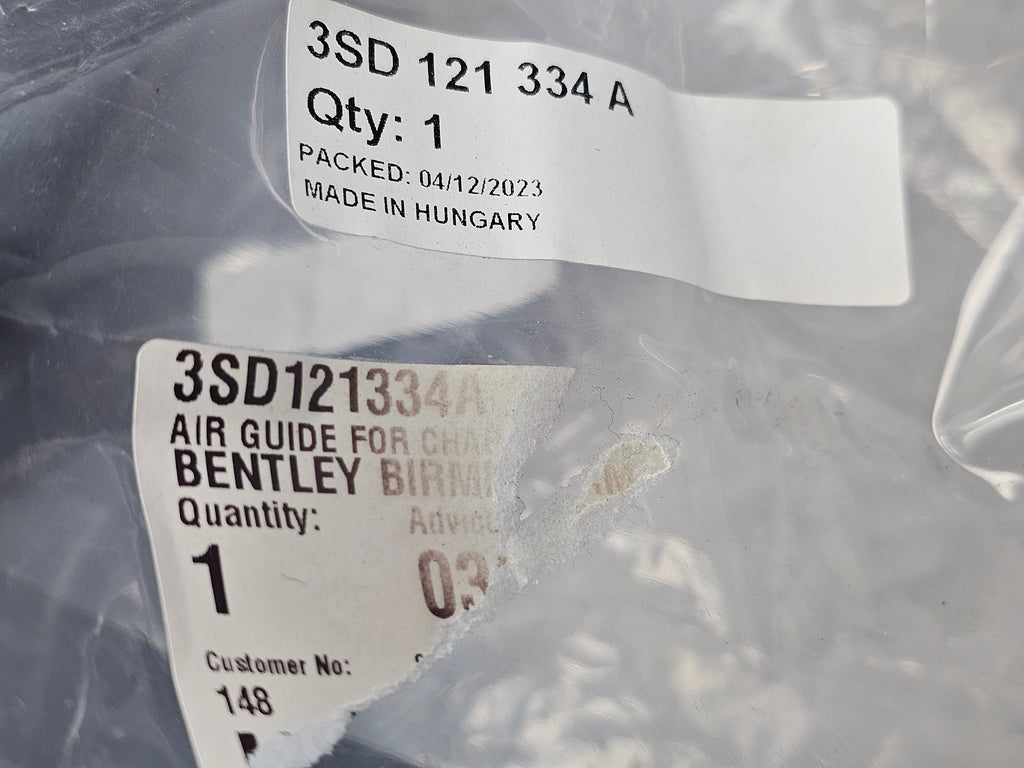 3SD 121 334 A
Qty: 1
PACKED: 04/12/2023
MADE IN HUNGARY
3SD121334A
AIR GUIDE FOR
BENTLEY
Quantity:
1
Customer No:
148